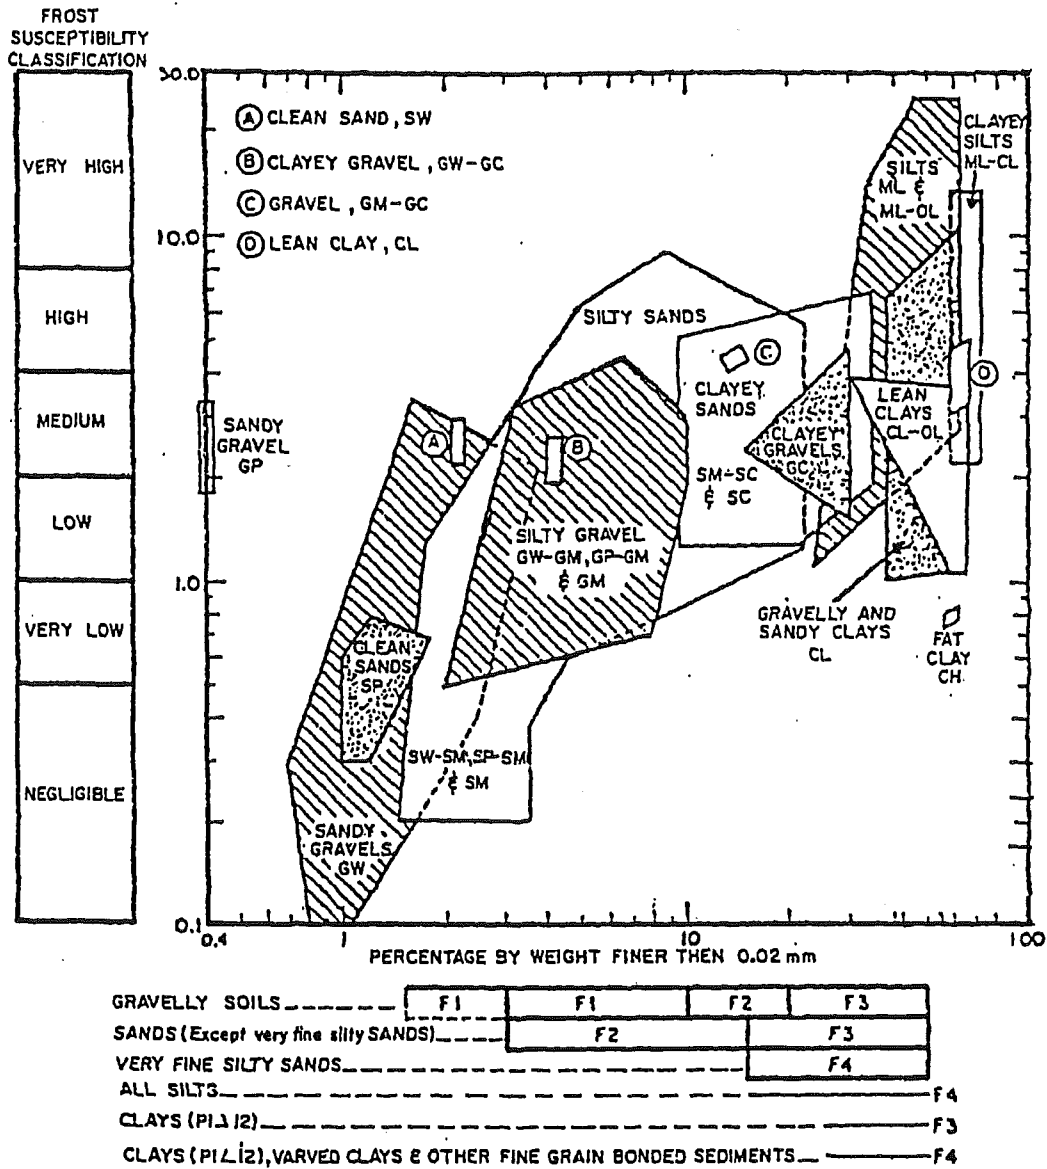 FROST
SUSCEPTIBILITY
CLASSIFICATION
VERY HIGH
HIGH
MEDIUM
LOW
VERY LOW
NEGLIGIBLE
30.0
10.0
1.0
0.1
Ⓐ CLEAN SAND, SW
Ⓑ CLAYEY GRAVEL, GW-GC
Ⓒ GRAVEL, GM-GC
Ⓓ LEAN CLAY, CL
CLAYEY
SILTS
ML-CL
SILTS
ML &
ML-OL
SILTY SANDS
Ⓒ
CLAYEY
SANDS
SM-SC
& SC
Ⓓ
LEAN
CLAYS
CL-OL
SANDY
GRAVEL
GP
Ⓐ
Ⓑ
CLAYEY
GRAVELS
GC
SILTY GRAVEL
GW-GM, GP-GM
& GM
GRAVELLY AND
SANDY CLAYS
CL
FAT
CLAY
CH
CLEAN
SANDS
SP
SW-SM, SP-SM
& SM
SANDY
GRAVELS
GW
0.4 1 10 100
PERCENTAGE BY WEIGHT FINER THEN 0.02 mm
GRAVELLY SOILS F1 F1 F2 F3
SANDS (Except very fine silty SANDS) F2 F3
VERY FINE SILTY SANDS F4
ALL SILTS F4
CLAYS (PI 12) F3
CLAYS (PI∠12), VARVED CLAYS & OTHER FINE GRAIN BONDED SEDIMENTS F4